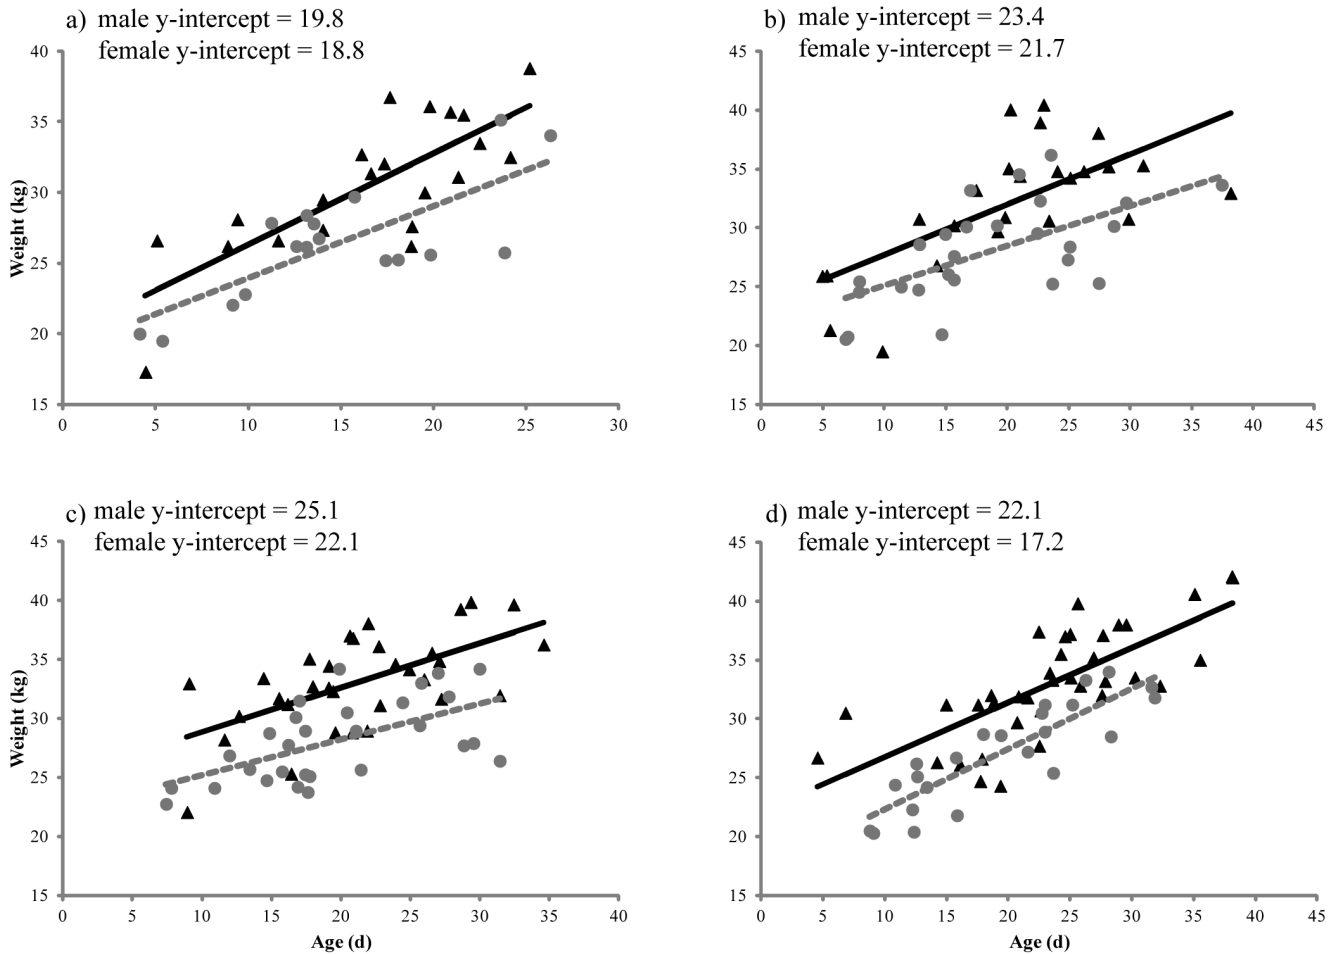 a) male y-intercept = 19.8
female y-intercept = 18.8
40
35
30
25
20
15
0 5 10 15 20 25 30
Weight (kg)
b) male y-intercept = 23.4
female y-intercept = 21.7
45
40
35
30
25
20
15
0 5 10 15 20 25 30 35 40 45
c) male y-intercept = 25.1
female y-intercept = 22.1
45
40
35
30
25
20
15
0 5 10 15 20 25 30 35 40
Weight (kg)
Age (d)
d) male y-intercept = 22.1
female y-intercept = 17.2
45
40
35
30
25
20
15
0 5 10 15 20 25 30 35 40 45
Age (d)